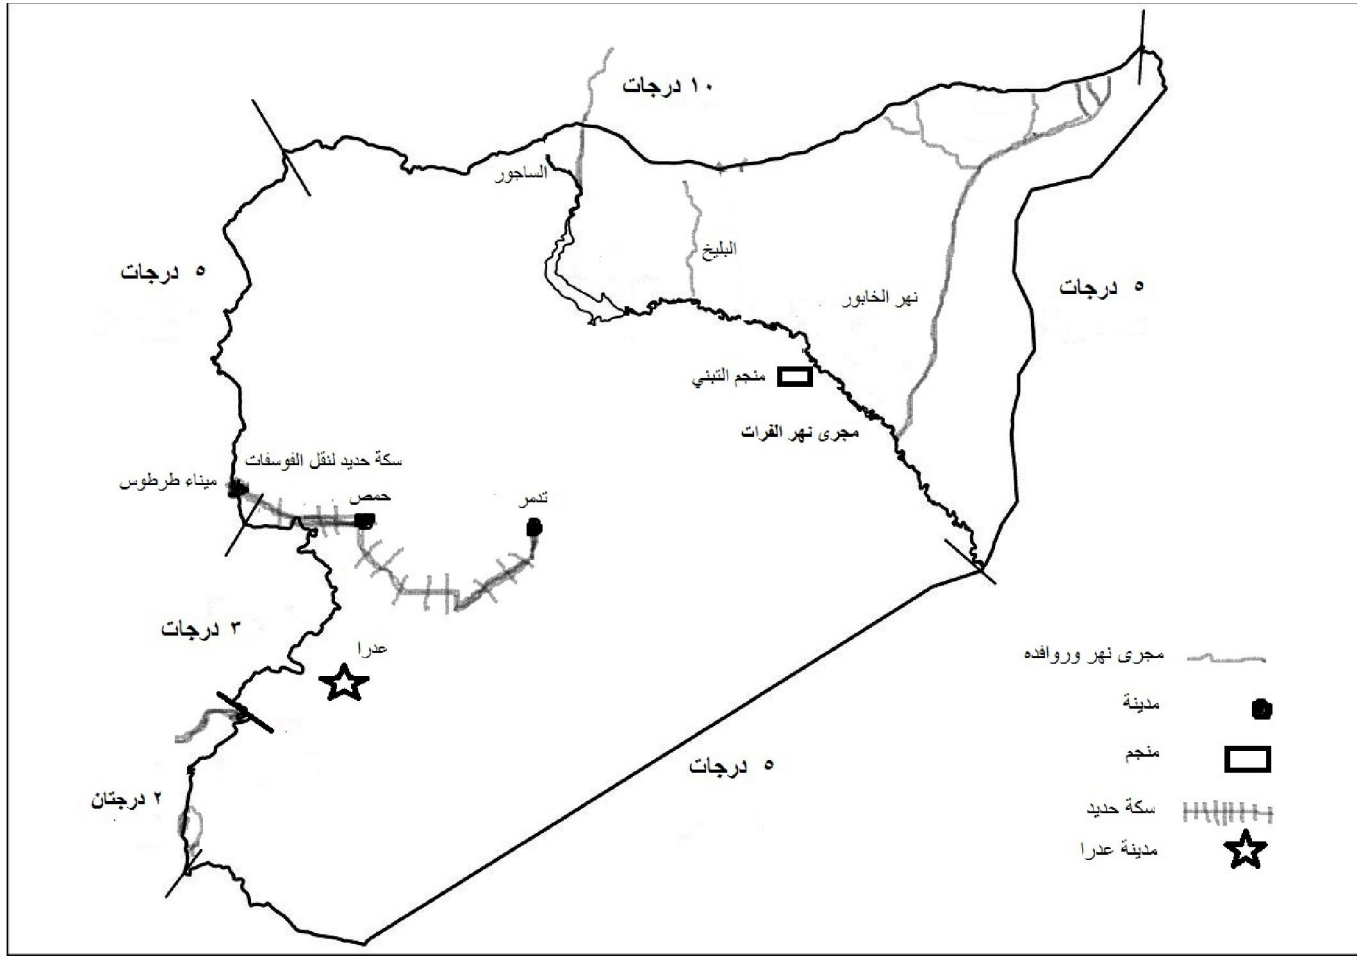 ١٠ درجات
الساجور
البليخ
٥ درجات
نهر الخابور
٥ درجات
منجم التبني
مجرى نهر الفرات
سكة حديد لنقل الفوسفات
ميناء طرطوس
حمص
تدمر
٣ درجات
عدرا
٥ درجات
٢ درجتان
مجرى نهر وروافده
مدينة
منجم
سكة حديد
مدينة عدرا